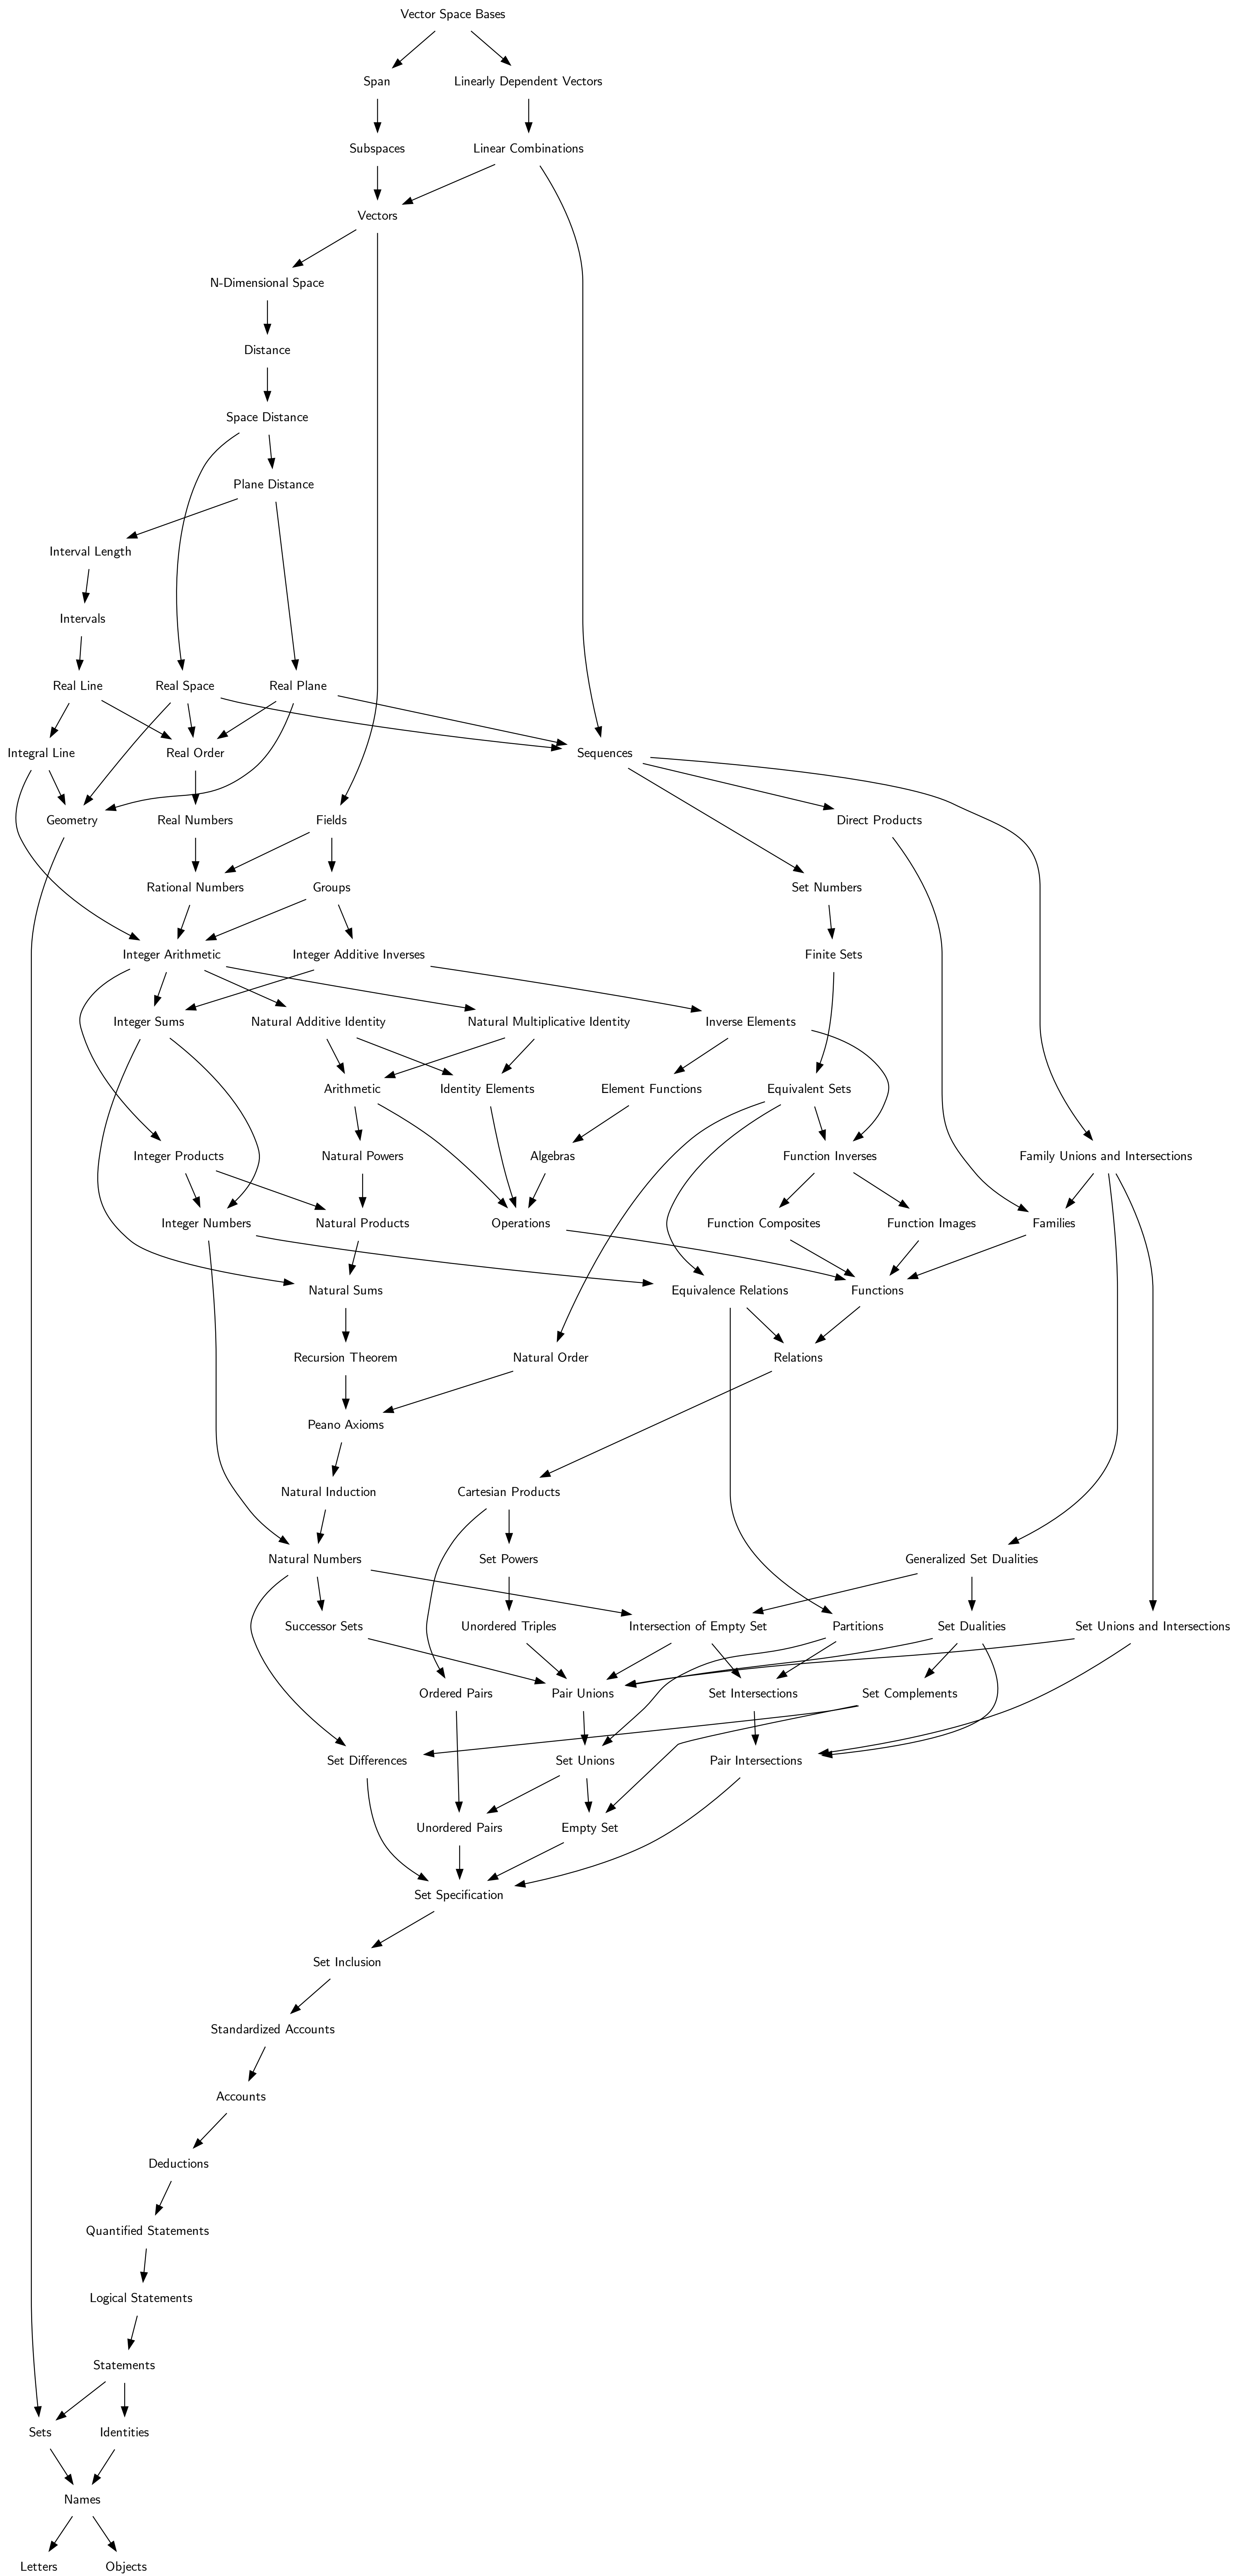 Vector Space Bases
Span
Linearly Dependent Vectors
Subspaces
Linear Combinations
Vectors
N-Dimensional Space
Distance
Space Distance
Plane Distance
Interval Length
Intervals
Real Line
Real Space
Real Plane
Integral Line
Real Order
Sequences
Geometry
Real Numbers
Fields
Direct Products
Rational Numbers
Groups
Set Numbers
Integer Arithmetic
Integer Additive Inverses
Finite Sets
Integer Sums
Natural Additive Identity
Natural Multiplicative Identity
Inverse Elements
Arithmetic
Identity Elements
Element Functions
Equivalent Sets
Integer Products
Natural Powers
Algebras
Function Inverses
Family Unions and Intersections
Integer Numbers
Natural Products
Operations
Function Composites
Function Images
Families
Natural Sums
Equivalence Relations
Functions
Recursion Theorem
Natural Order
Relations
Peano Axioms
Natural Induction
Cartesian Products
Natural Numbers
Set Powers
Generalized Set Dualities
Successor Sets
Unordered Triples
Intersection of Empty Set
Partitions
Set Dualities
Set Unions and Intersections
Ordered Pairs
Pair Unions
Set Intersections
Set Complements
Set Differences
Set Unions
Pair Intersections
Unordered Pairs
Empty Set
Set Specification
Set Inclusion
Standardized Accounts
Accounts
Deductions
Quantified Statements
Logical Statements
Statements
Sets
Identities
Names
Letters
Objects